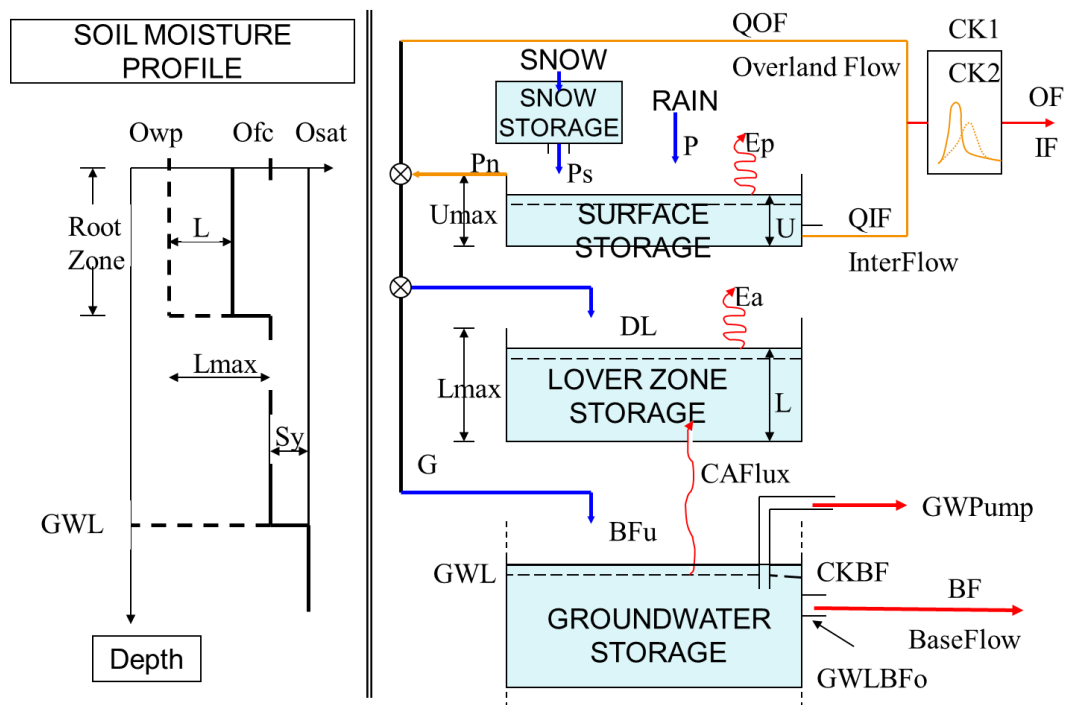 SOIL MOISTURE
PROFILE
Owp
Ofc
Osat
Root
Zone
L
Lmax
Sy
GWL
Depth
QOF
Overland Flow
CK1
CK2
OF
IF
SNOW
SNOW
STORAGE
RAIN
P
Ep
Pn
Ps
Umax
SURFACE
STORAGE
U
QIF
InterFlow
Ea
DL
Lmax
LOVER ZONE
STORAGE
L
G
CAFlux
BFu
GWPump
GWL
CKBF
BF
GROUNDWATER
STORAGE
BaseFlow
GWLBFo